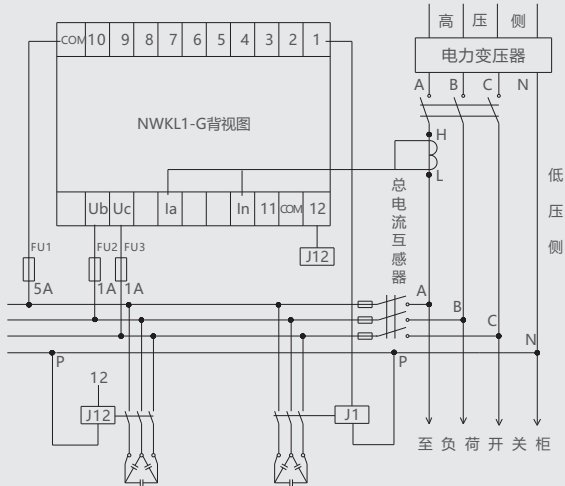 高压侧
COM 10 9 8 7 6 5 4 3 2 1
电力变压器
A B C N
NWKL1-G背视图
H
L
总电流互感器
低压侧
Ub Uc Ia In 11 COM 12
J12
FU1 FU2 FU3
5A 1A 1A
A
B
C
N
P P
12
J12 J1
至负荷开关柜